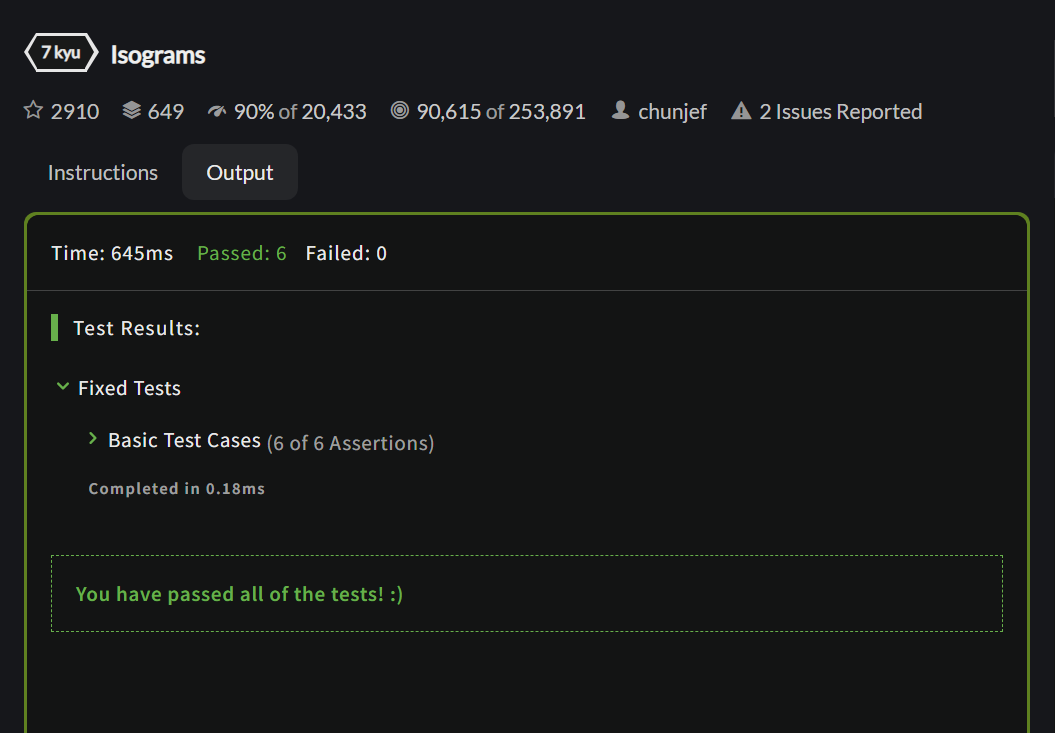 7 kyu Isograms
2910 649 90% of 20,433 90,615 of 253,891 chunjef 2 Issues Reported
Instructions Output
Time: 645ms Passed: 6 Failed: 0
Test Results:
Fixed Tests
Basic Test Cases (6 of 6 Assertions)
Completed in 0.18ms
You have passed all of the tests! :)